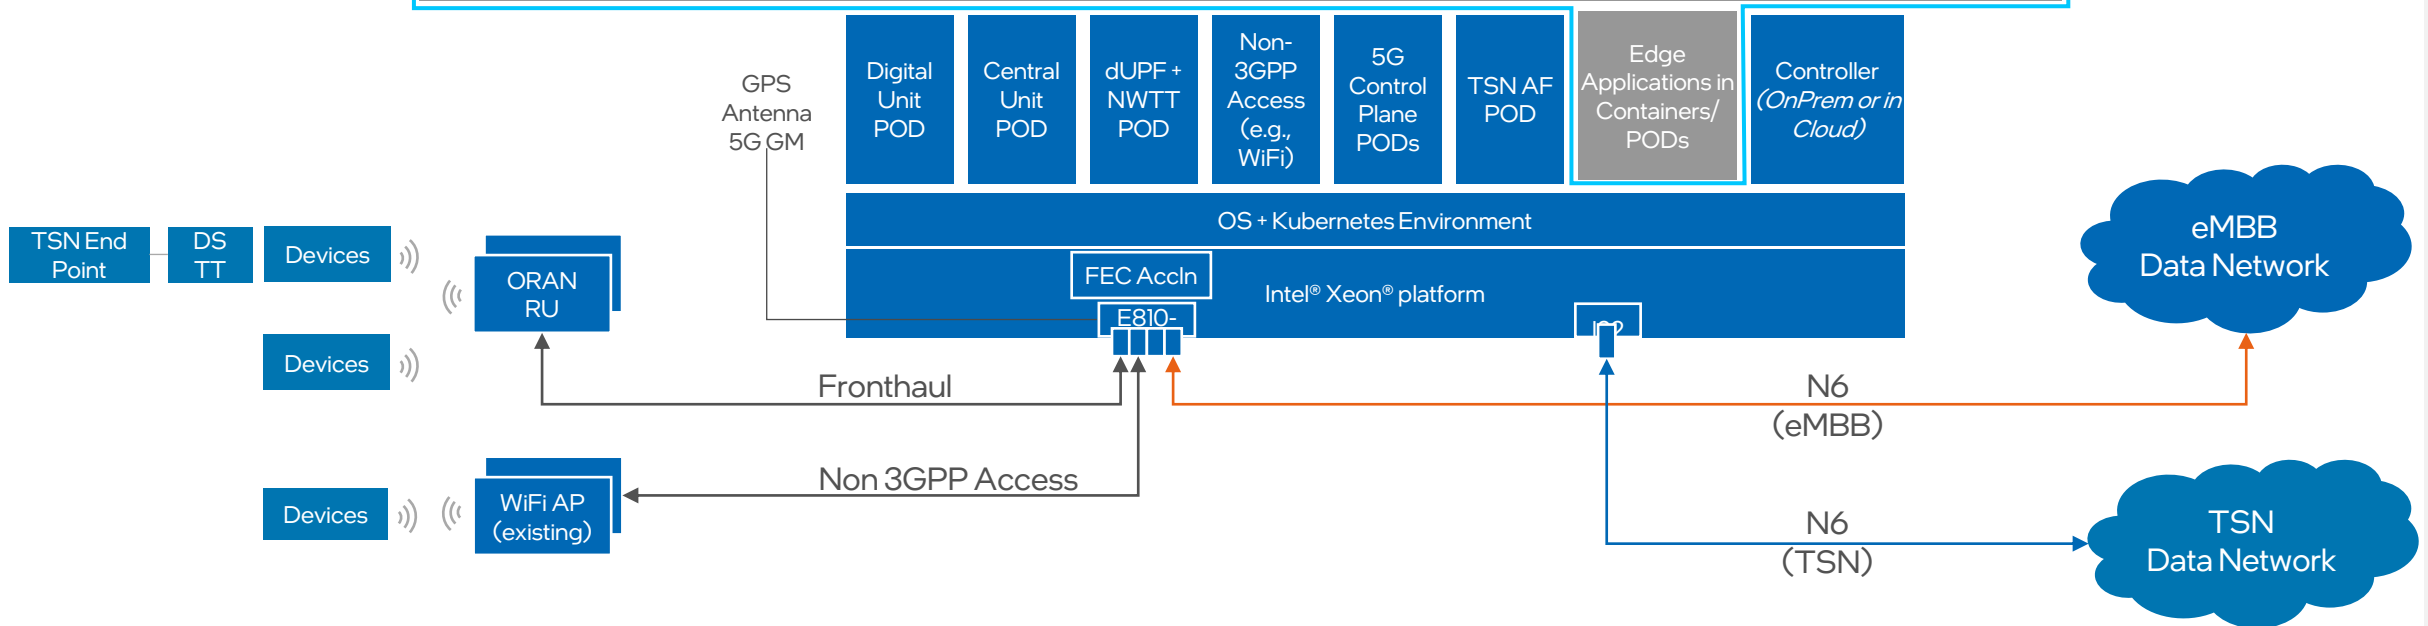 GPS
Antenna
5G GM
Digital
Unit
POD
Central
Unit
POD
dUPF +
NWTT
POD
Non-
3GPP
Access
(e.g.,
WiFi)
5G
Control
Plane
PODs
TSN AF
POD
Edge
Applications in
Containers/
PODs
Controller
(OnPrem or in
Cloud)
OS + Kubernetes Environment
FEC Accln
Intel® Xeon® platform
E810-
TSN End
Point
DS
TT
Devices
ORAN
RU
Devices
Fronthaul
Devices
WiFi AP
(existing)
Non 3GPP Access
N6
(eMBB)
eMBB
Data Network
N6
(TSN)
TSN
Data Network